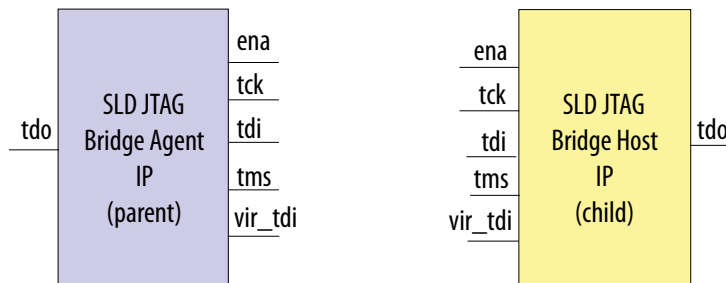 tdo
SLD JTAG
Bridge Agent
IP
(parent)
ena
tck
tdi
tms
vir_tdi
ena
tck
tdi
tms
vir_tdi
SLD JTAG
Bridge Host
IP
(child)
tdo